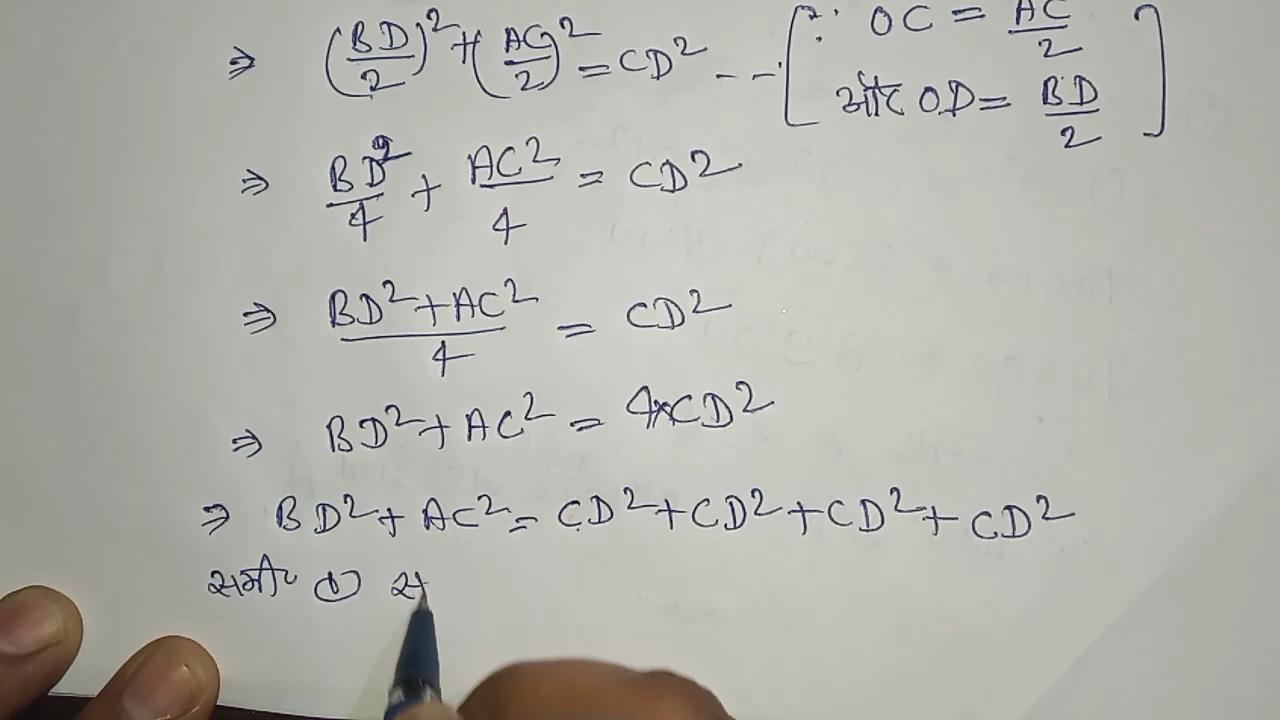 ⇒ (BD/2)² + (AC/2)² = CD² --- [∵ OC = AC/2
और OD = BD/2]
⇒ BD²/4 + AC²/4 = CD²
⇒ (BD² + AC²)/4 = CD²
⇒ BD² + AC² = 4×CD²
⇒ BD² + AC² = CD² + CD² + CD² + CD²
समी० ① स